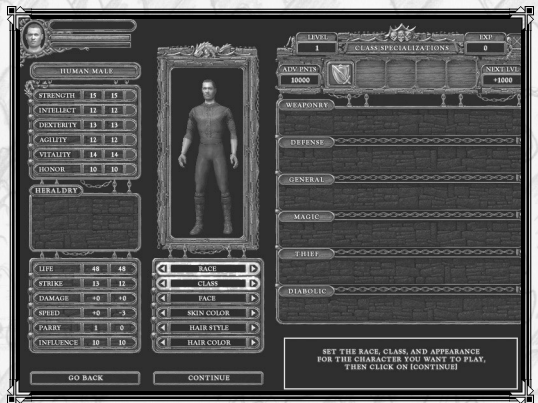 HUMAN MALE
STRENGTH 15 15
INTELLECT 12 12
DEXTERITY 13 13
AGILITY 12 12
VITALITY 14 14
HONOR 10 10
HERALDRY
LIFE 48 48
STRIKE 13 12
DAMAGE +0 +0
SPEED +0 -3
PARRY 1 0
INFLUENCE 10 10
GO BACK
RACE
CLASS
FACE
SKIN COLOR
HAIR STYLE
HAIR COLOR
CONTINUE
LEVEL
1
CLASS SPECIALIZATIONS
EXP
0
ADV PNTS
10000
NEXT LVL
+1000
WEAPONRY
DEFENSE
GENERAL
MAGIC
THIEF
DIABOLIC
SET THE RACE, CLASS, AND APPEARANCE
FOR THE CHARACTER YOU WANT TO PLAY,
THEN CLICK ON [CONTINUE]